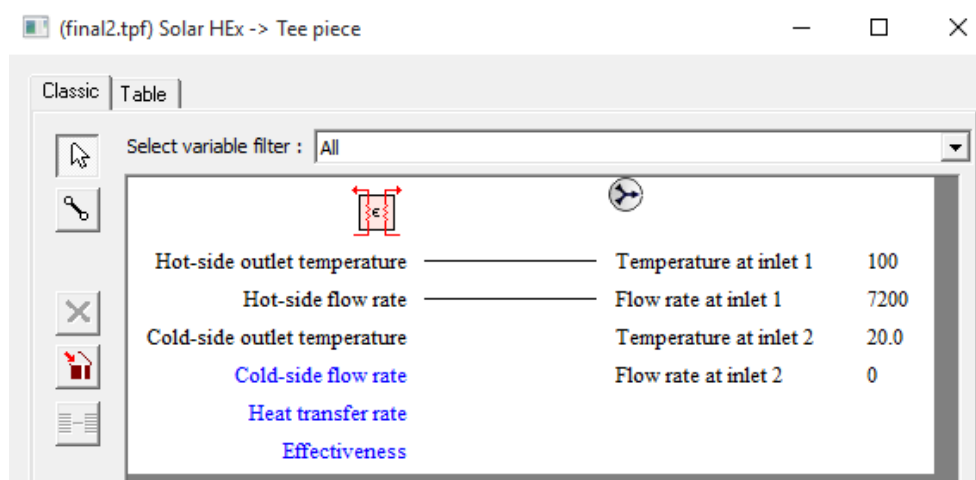 (final2.tpf) Solar HEx -> Tee piece
Classic Table
Select variable filter : All
ε
Hot-side outlet temperature Temperature at inlet 1 100
Hot-side flow rate Flow rate at inlet 1 7200
Cold-side outlet temperature Temperature at inlet 2 20.0
Cold-side flow rate Flow rate at inlet 2 0
Heat transfer rate
Effectiveness